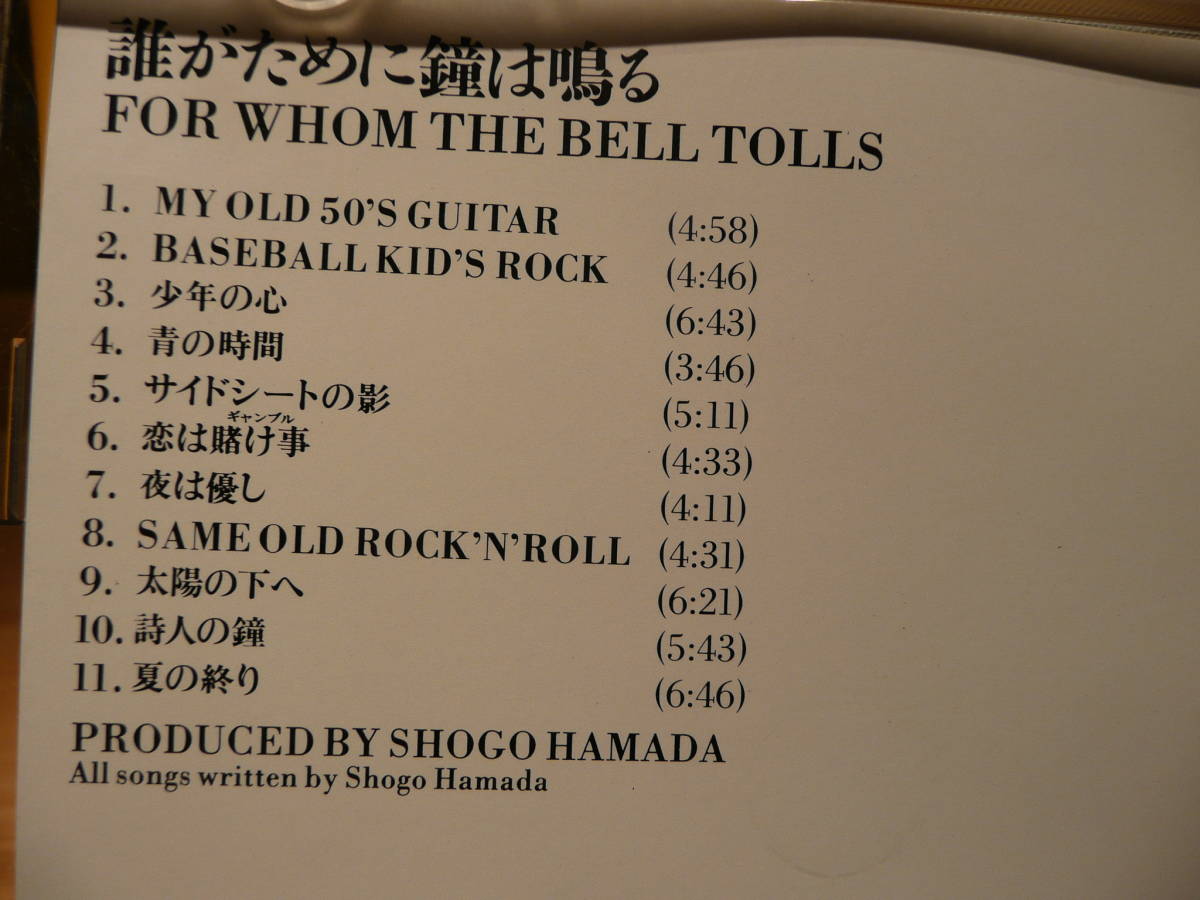 誰がために鐘は鳴る
FOR WHOM THE BELL TOLLS
1. MY OLD 50'S GUITAR (4:58)
2. BASEBALL KID'S ROCK (4:46)
3. 少年の心 (6:43)
4. 青の時間 (3:46)
5. サイドシートの影 (5:11)
ギャンブル
6. 恋は賭け事 (4:33)
7. 夜は優し (4:11)
8. SAME OLD ROCK'N'ROLL (4:31)
9. 太陽の下へ (6:21)
10. 詩人の鐘 (5:43)
11. 夏の終り (6:46)
PRODUCED BY SHOGO HAMADA
All songs written by Shogo Hamada